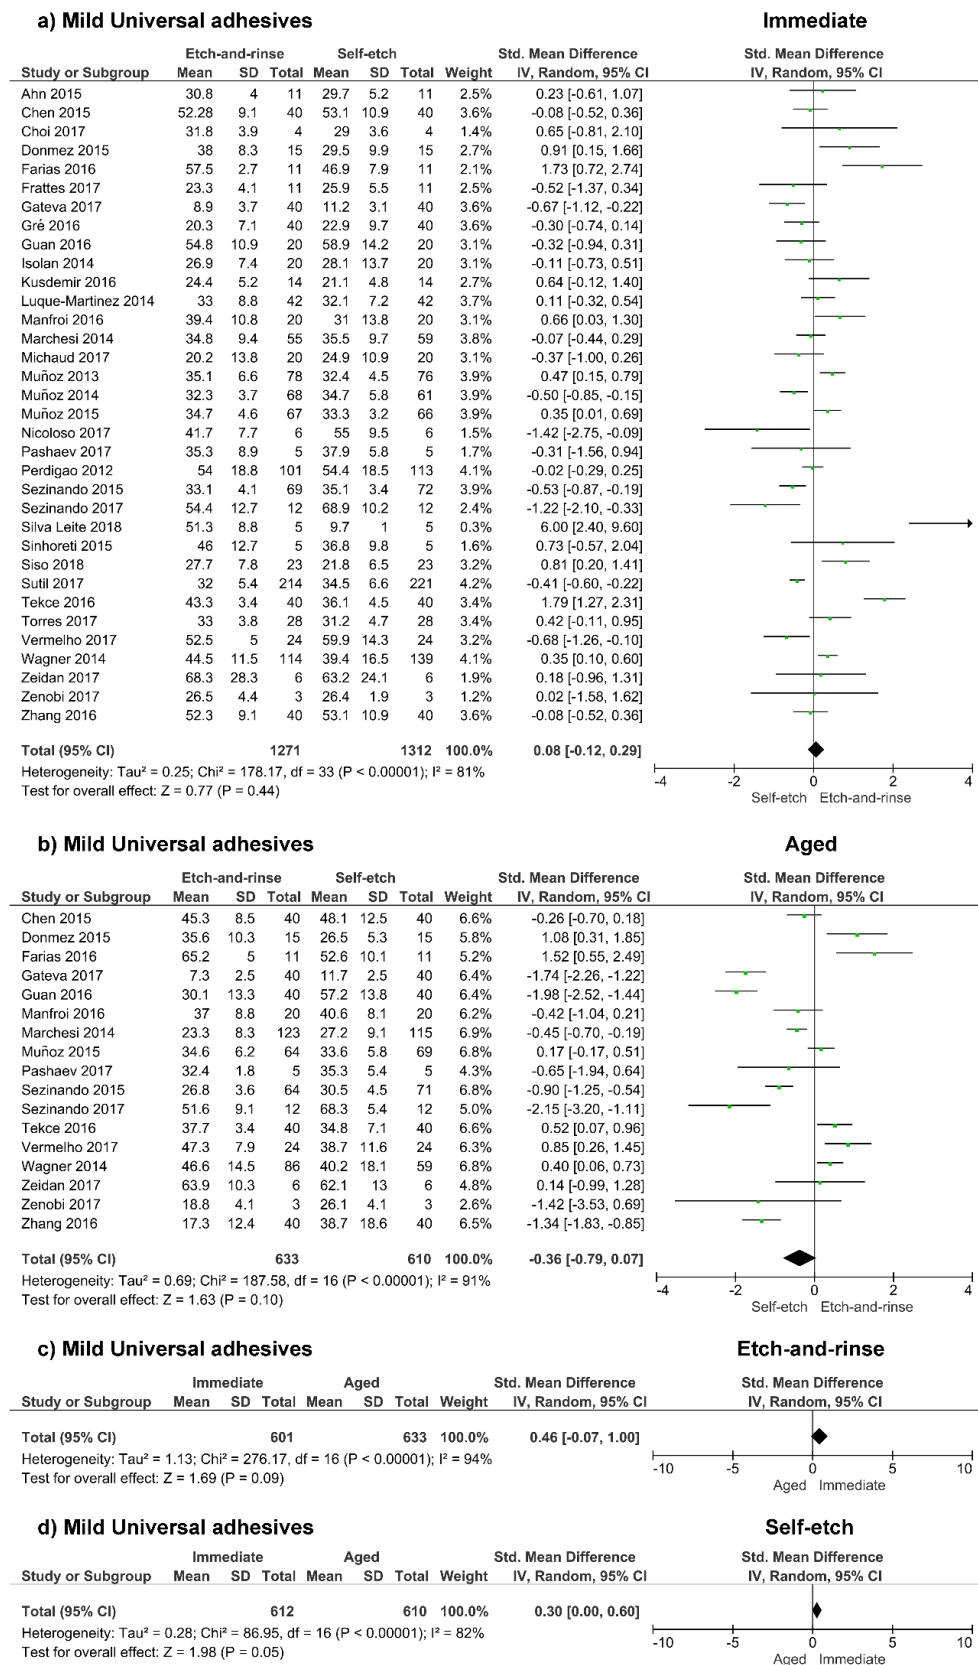 a) Mild Universal adhesives Immediate
Etch-and-rinse Self-etch Std. Mean Difference Std. Mean Difference
Study or Subgroup Mean SD Total Mean SD Total Weight IV, Random, 95% CI IV, Random, 95% CI
Ahn 2015 30.8 4 11 29.7 5.2 11 2.5% 0.23 [-0.61, 1.07]
Chen 2015 52.28 9.1 40 53.1 10.9 40 3.6% -0.08 [-0.52, 0.36]
Choi 2017 31.8 3.9 4 29 3.6 4 1.4% 0.65 [-0.81, 2.10]
Donmez 2015 38 8.3 15 29.5 9.9 15 2.7% 0.91 [0.15, 1.66]
Farias 2016 57.5 2.7 11 46.9 7.9 11 2.1% 1.73 [0.72, 2.74]
Frattes 2017 23.3 4.1 11 25.9 5.5 11 2.5% -0.52 [-1.37, 0.34]
Gateva 2017 8.9 3.7 40 11.2 3.1 40 3.6% -0.67 [-1.12, -0.22]
Gré 2016 20.3 7.1 40 22.9 9.7 40 3.6% -0.30 [-0.74, 0.14]
Guan 2016 54.8 10.9 20 58.9 14.2 20 3.1% -0.32 [-0.94, 0.31]
Isolan 2014 26.9 7.4 20 28.1 13.7 20 3.1% -0.11 [-0.73, 0.51]
Kusdemir 2016 24.4 5.2 14 21.1 4.8 14 2.7% 0.64 [-0.12, 1.40]
Luque-Martinez 2014 33 8.8 42 32.1 7.2 42 3.6% 0.11 [-0.32, 0.54]
Manfroi 2016 39.4 10.8 20 31 13.8 20 3.1% 0.66 [0.03, 1.30]
Marchesi 2014 34.8 9.4 55 35.5 9.7 59 3.8% -0.07 [-0.44, 0.29]
Michaud 2017 20.2 13.8 20 24.9 10.9 20 3.1% -0.37 [-1.00, 0.26]
Muñoz 2013 35.1 6.6 78 32.4 4.5 76 3.9% 0.47 [0.15, 0.79]
Muñoz 2014 32.3 3.7 68 34.7 5.8 61 3.9% -0.50 [-0.85, -0.15]
Muñoz 2015 34.7 4.6 67 33.3 3.2 66 3.9% 0.35 [0.01, 0.69]
Nicoloso 2017 41.7 7.7 6 55 9.5 6 1.5% -1.42 [-2.75, -0.09]
Pashaev 2017 35.3 8.9 5 37.9 5.8 5 1.7% -0.31 [-1.56, 0.94]
Perdigao 2012 54 18.8 101 54.4 18.5 113 4.1% -0.02 [-0.29, 0.25]
Sezinando 2015 33.1 4.1 69 35.1 3.4 72 3.9% -0.53 [-0.87, -0.19]
Sezinando 2017 54.4 12.7 12 68.9 10.2 12 2.4% -1.22 [-2.10, -0.33]
Silva Leite 2018 51.3 8.8 5 9.7 1 5 0.3% 6.00 [2.40, 9.60]
Sinhoreti 2015 46 12.7 5 36.8 9.8 5 1.6% 0.73 [-0.57, 2.04]
Siso 2018 27.7 7.8 23 21.8 6.5 23 3.1% 0.81 [0.20, 1.41]
Sutil 2017 32 5.4 214 34.5 6.6 221 4.2% -0.41 [-0.60, -0.22]
Tekce 2016 43.3 3.4 40 36.1 4.5 40 3.4% 1.79 [1.27, 2.31]
Torres 2017 33 3.8 28 31.2 4.7 28 3.4% 0.42 [-0.11, 0.95]
Vermelho 2017 52.5 5 24 59.9 14.3 24 3.2% -0.68 [-1.26, -0.10]
Wagner 2014 44.5 11.5 114 39.4 16.5 139 4.1% 0.35 [0.10, 0.60]
Zeidan 2017 68.3 28.3 6 63.2 24.1 6 1.9% 0.18 [-0.96, 1.31]
Zenobi 2017 26.5 4.4 3 26.4 1.9 3 1.2% 0.02 [-1.58, 1.62]
Zhang 2016 52.3 9.1 40 53.1 10.9 40 3.6% -0.08 [-0.52, 0.36]
Total (95% CI) 1271 1312 100.0% 0.08 [-0.12, 0.29]
Heterogeneity: Tau² = 0.25; Chi² = 178.17, df = 33 (P < 0.00001); I² = 81%
-4 -2 0 2 4
Test for overall effect: Z = 0.77 (P = 0.44)
Self-etch Etch-and-rinse
b) Mild Universal adhesives Aged
Etch-and-rinse Self-etch Std. Mean Difference Std. Mean Difference
Study or Subgroup Mean SD Total Mean SD Total Weight IV, Random, 95% CI IV, Random, 95% CI
Chen 2015 45.3 8.5 40 48.1 12.5 40 6.6% -0.26 [-0.70, 0.18]
Donmez 2015 35.6 10.3 15 26.5 5.3 15 5.8% 1.08 [0.31, 1.85]
Farias 2016 65.2 5 11 52.6 10.1 11 5.2% 1.52 [0.55, 2.49]
Gateva 2017 7.3 2.5 40 11.7 2.5 40 6.4% -1.74 [-2.26, -1.22]
Guan 2016 30.1 13.3 40 57.2 13.8 40 6.4% -1.98 [-2.52, -1.44]
Manfroi 2016 37 8.8 20 40.6 8.1 20 6.2% -0.42 [-1.04, 0.21]
Marchesi 2014 23.3 8.3 123 27.2 9.1 115 6.9% -0.45 [-0.70, -0.19]
Muñoz 2015 34.6 6.2 64 33.6 5.8 69 6.8% 0.17 [-0.17, 0.51]
Pashaev 2017 32.4 1.8 5 35.3 5.4 5 4.4% -0.65 [-1.94, 0.64]
Sezinando 2015 26.8 3.6 64 30.5 4.5 71 6.7% -0.90 [-1.25, -0.54]
Sezinando 2017 51.6 9.1 12 68.3 5.4 12 5.0% -2.15 [-3.20, -1.11]
Tekce 2016 37.7 3.4 40 34.8 7.1 40 6.6% 0.52 [0.07, 0.96]
Vermelho 2017 47.3 7.9 24 38.7 11.6 24 6.2% 0.85 [0.26, 1.45]
Wagner 2014 46.6 14.5 86 40.2 18.1 59 6.8% 0.40 [0.06, 0.73]
Zeidan 2017 63.9 10.3 6 62.1 13 6 4.8% 0.14 [-0.99, 1.28]
Zenobi 2017 18.8 4.1 3 26.1 4.1 3 2.6% -1.42 [-3.53, 0.69]
Zhang 2016 17.3 12.4 40 38.7 18.6 40 6.5% -1.34 [-1.83, -0.85]
Total (95% CI) 633 610 100.0% -0.36 [-0.79, 0.07]
Heterogeneity: Tau² = 0.69; Chi² = 187.58, df = 16 (P < 0.00001); I² = 91%
-4 -2 0 2 4
Test for overall effect: Z = 1.63 (P = 0.10)
Self-etch Etch-and-rinse
c) Mild Universal adhesives Etch-and-rinse
Immediate Aged Std. Mean Difference Std. Mean Difference
Study or Subgroup Mean SD Total Mean SD Total Weight IV, Random, 95% CI IV, Random, 95% CI
Total (95% CI) 601 633 100.0% 0.46 [-0.07, 1.00]
Heterogeneity: Tau² = 1.13; Chi² = 276.17, df = 16 (P < 0.00001); I² = 94%
-10 -5 0 5 10
Test for overall effect: Z = 1.69 (P = 0.09)
Aged Immediate
d) Mild Universal adhesives Self-etch
Immediate Aged Std. Mean Difference Std. Mean Difference
Study or Subgroup Mean SD Total Mean SD Total Weight IV, Random, 95% CI IV, Random, 95% CI
Total (95% CI) 612 610 100.0% 0.30 [0.00, 0.60]
Heterogeneity: Tau² = 0.28; Chi² = 86.95, df = 16 (P < 0.00001); I² = 82%
-10 -5 0 5 10
Test for overall effect: Z = 1.98 (P = 0.05)
Aged Immediate